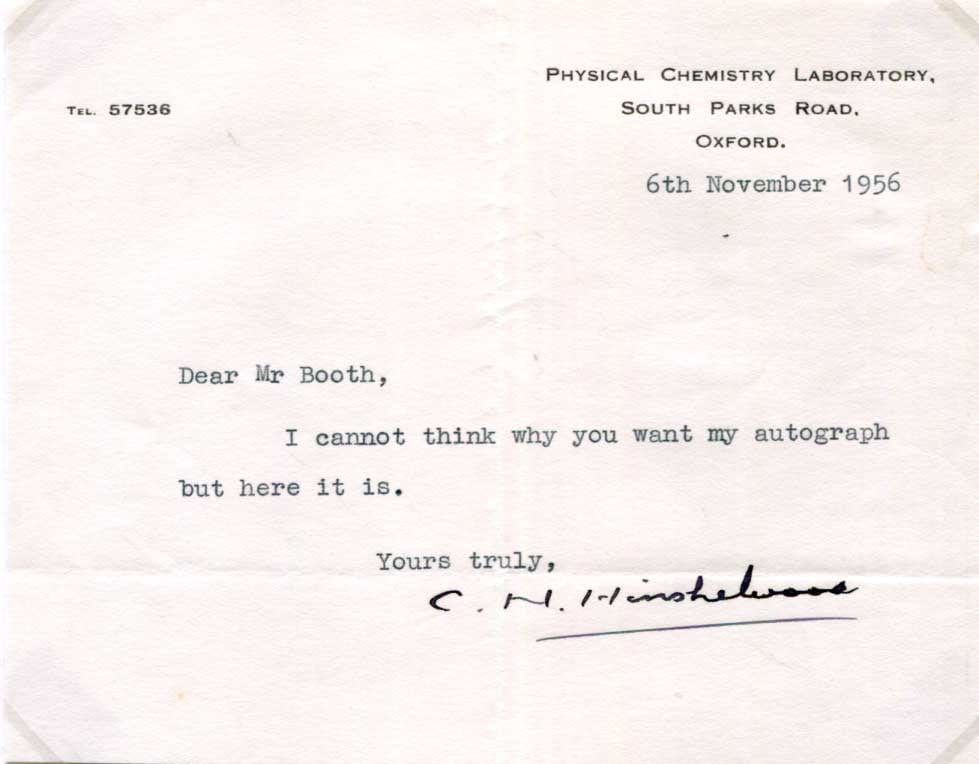 PHYSICAL CHEMISTRY LABORATORY,
TEL. 57536
SOUTH PARKS ROAD,
OXFORD.
6th November 1956
Dear Mr Booth,
I cannot think why you want my autograph
but here it is.
Yours truly,
C. N. Hinshelwood